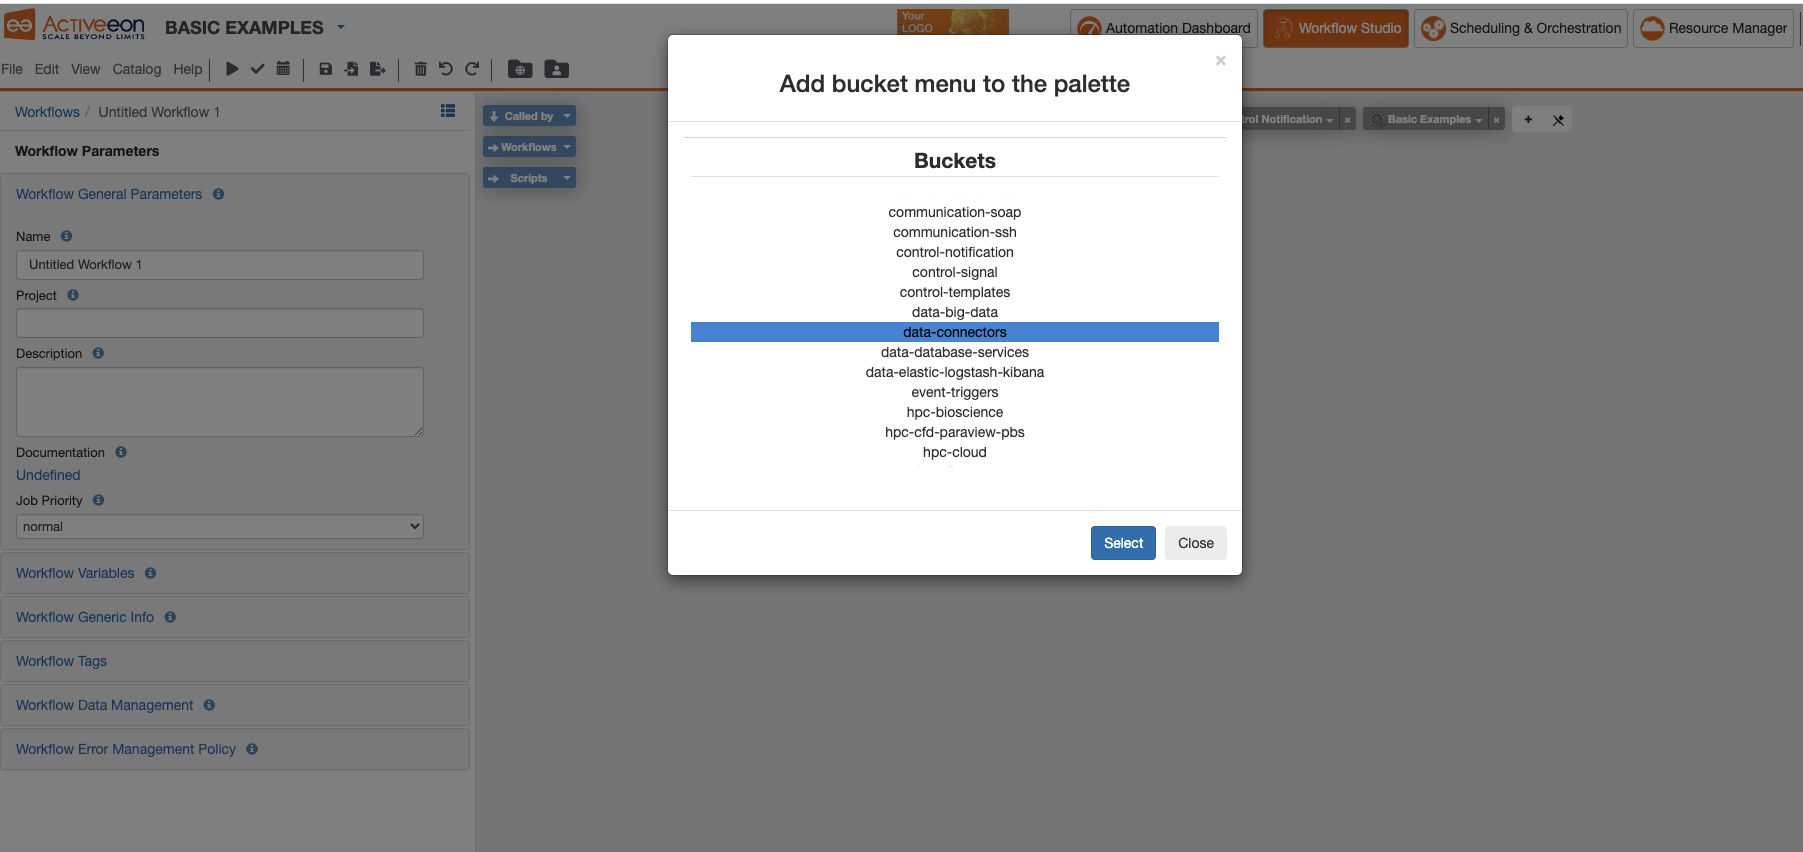 Activeeon
SCALE BEYOND LIMITS
BASIC EXAMPLES
Your
LOGO
Automation Dashboard
Workflow Studio
Scheduling & Orchestration
Resource Manager
File Edit View Catalog Help
Workflows / Untitled Workflow 1
Workflow Parameters
Workflow General Parameters
Name
Untitled Workflow 1
Project
Description
Documentation
Undefined
Job Priority
normal
Workflow Variables
Workflow Generic Info
Workflow Tags
Workflow Data Management
Workflow Error Management Policy
Called by
Workflows
Scripts
rol Notification ×
Basic Examples ×
+
Add bucket menu to the palette
×
Buckets
communication-soap
communication-ssh
control-notification
control-signal
control-templates
data-big-data
data-connectors
data-database-services
data-elastic-logstash-kibana
event-triggers
hpc-bioscience
hpc-cfd-paraview-pbs
hpc-cloud
Select
Close